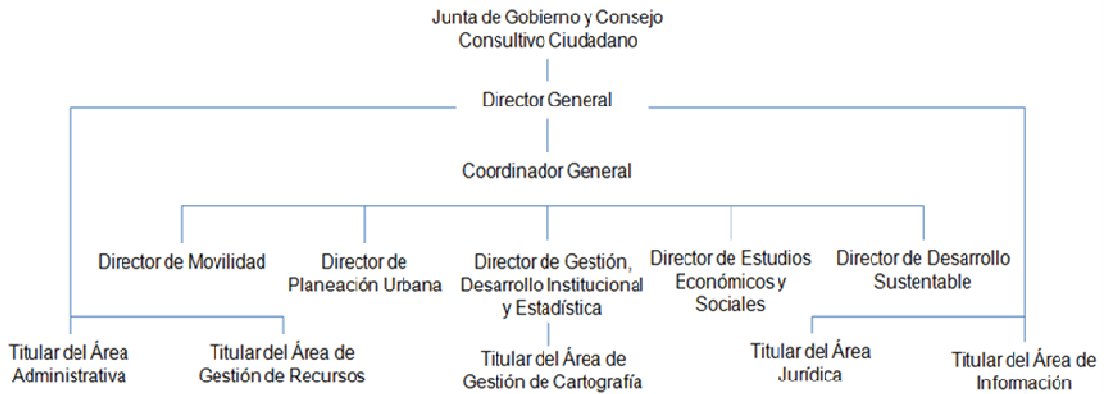 Junta de Gobierno y Consejo
Consultivo Ciudadano
Director General
Coordinador General
Director de Movilidad
Director de
Planeación Urbana
Director de Gestión,
Desarrollo Institucional
y Estadística
Director de Estudios
Económicos y
Sociales
Director de Desarrollo
Sustentable
Titular del Área
Administrativa
Titular del Área de
Gestión de Recursos
Titular del Área de
Gestión de Cartografía
Titular del Área
Jurídica
Titular del Área de
Información